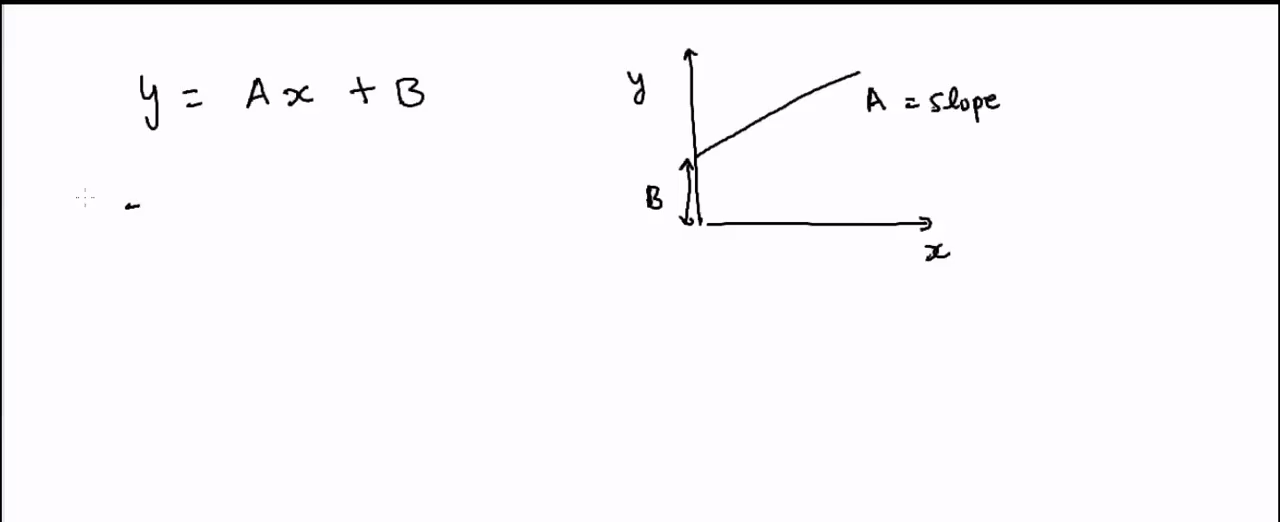 y = Ax + B
y
A = slope
B
x